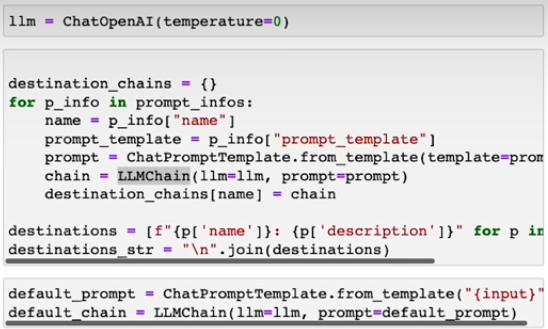 llm = ChatOpenAI(temperature=0)
destination_chains = {}
for p_info in prompt_infos:
    name = p_info["name"]
    prompt_template = p_info["prompt_template"]
    prompt = ChatPromptTemplate.from_template(template=prom
    chain = LLMChain(llm=llm, prompt=prompt)
    destination_chains[name] = chain
destinations = [f"{p['name']}: {p['description']}" for p in
destinations_str = "\n".join(destinations)
default_prompt = ChatPromptTemplate.from_template("{input}"
default_chain = LLMChain(llm=llm, prompt=default_prompt)